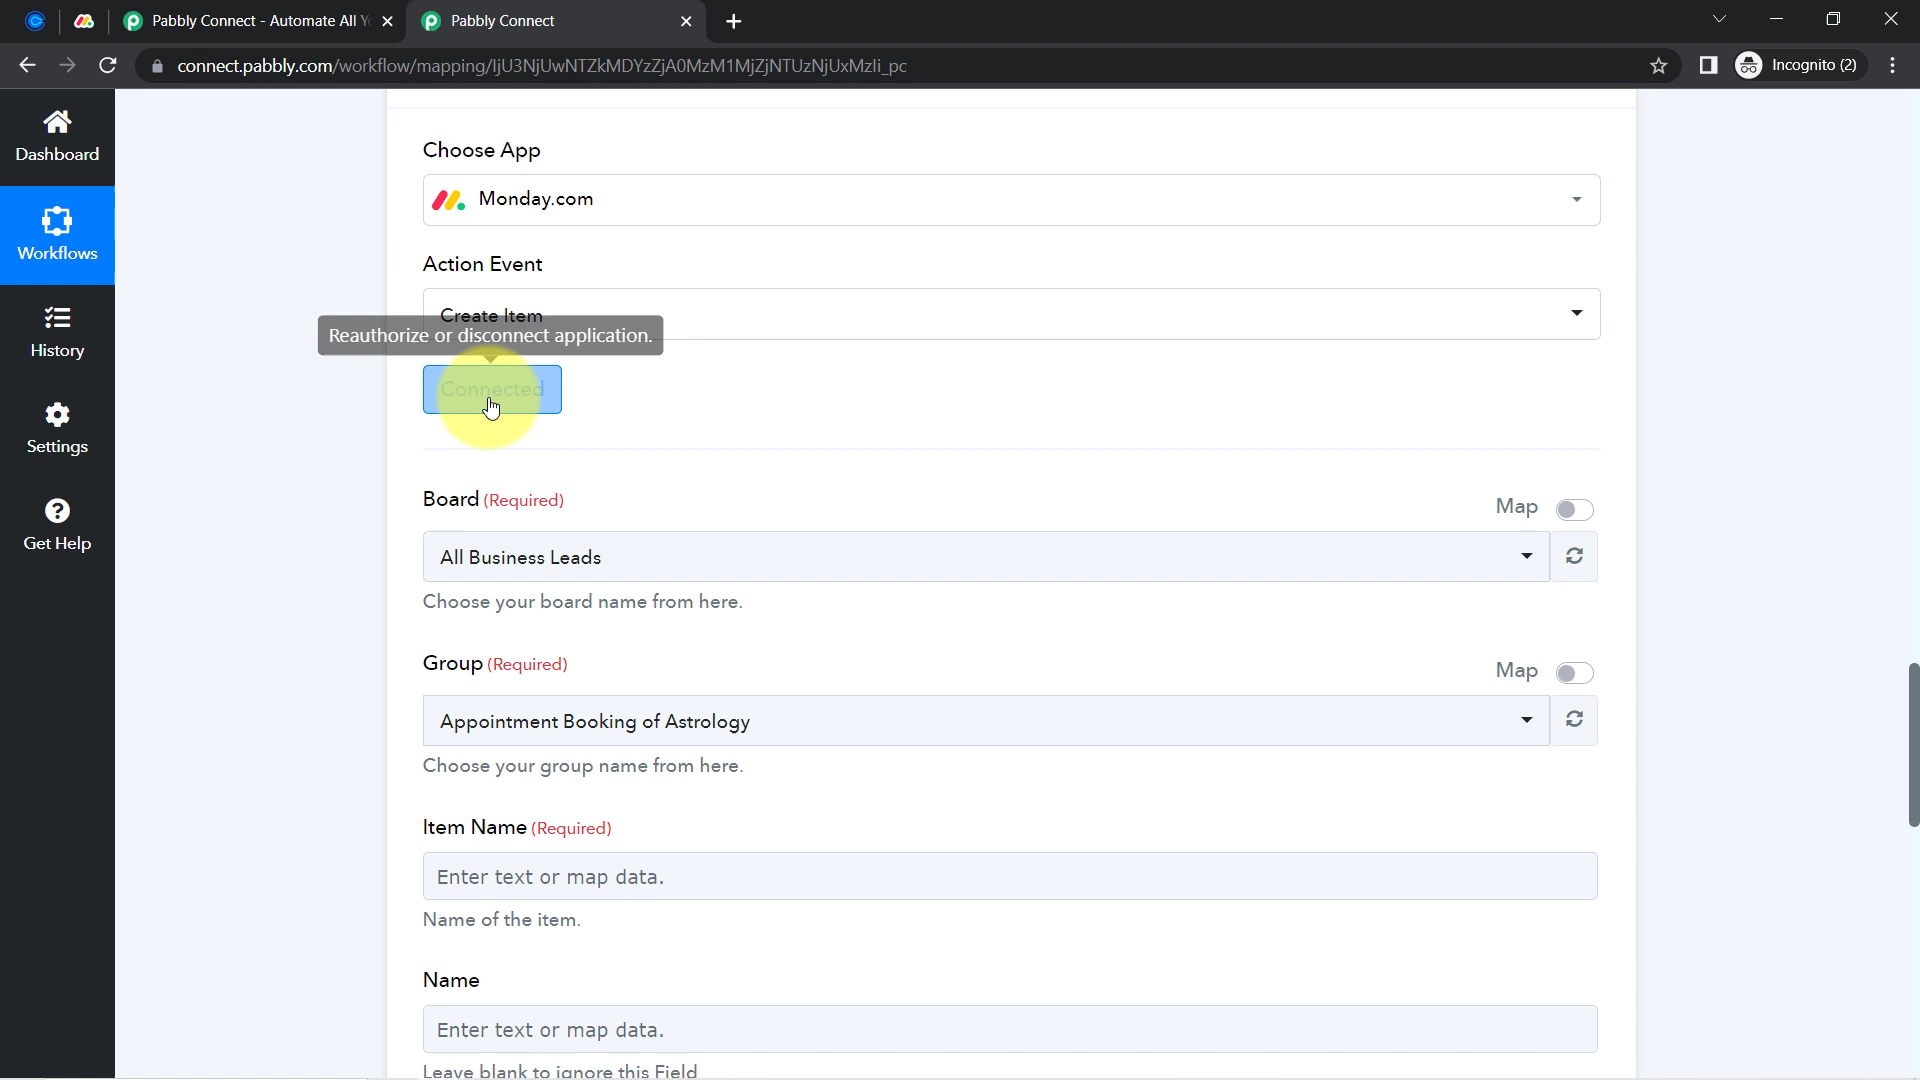 Pabbly Connect - Automate All Y
Pabbly Connect
connect.pabbly.com/workflow/mapping/IjU3NjUwNTZkMDYzZjA0MzM1MjZjNTUzNjUxMzIi_pc
Incognito (2)
Dashboard
Workflows
History
Settings
Get Help
Choose App
Monday.com
Action Event
Create Item
Reauthorize or disconnect application.
Connected
Board (Required)
Map
All Business Leads
Choose your board name from here.
Group (Required)
Map
Appointment Booking of Astrology
Choose your group name from here.
Item Name (Required)
Enter text or map data.
Name of the item.
Name
Enter text or map data.
Leave blank to ignore this Field